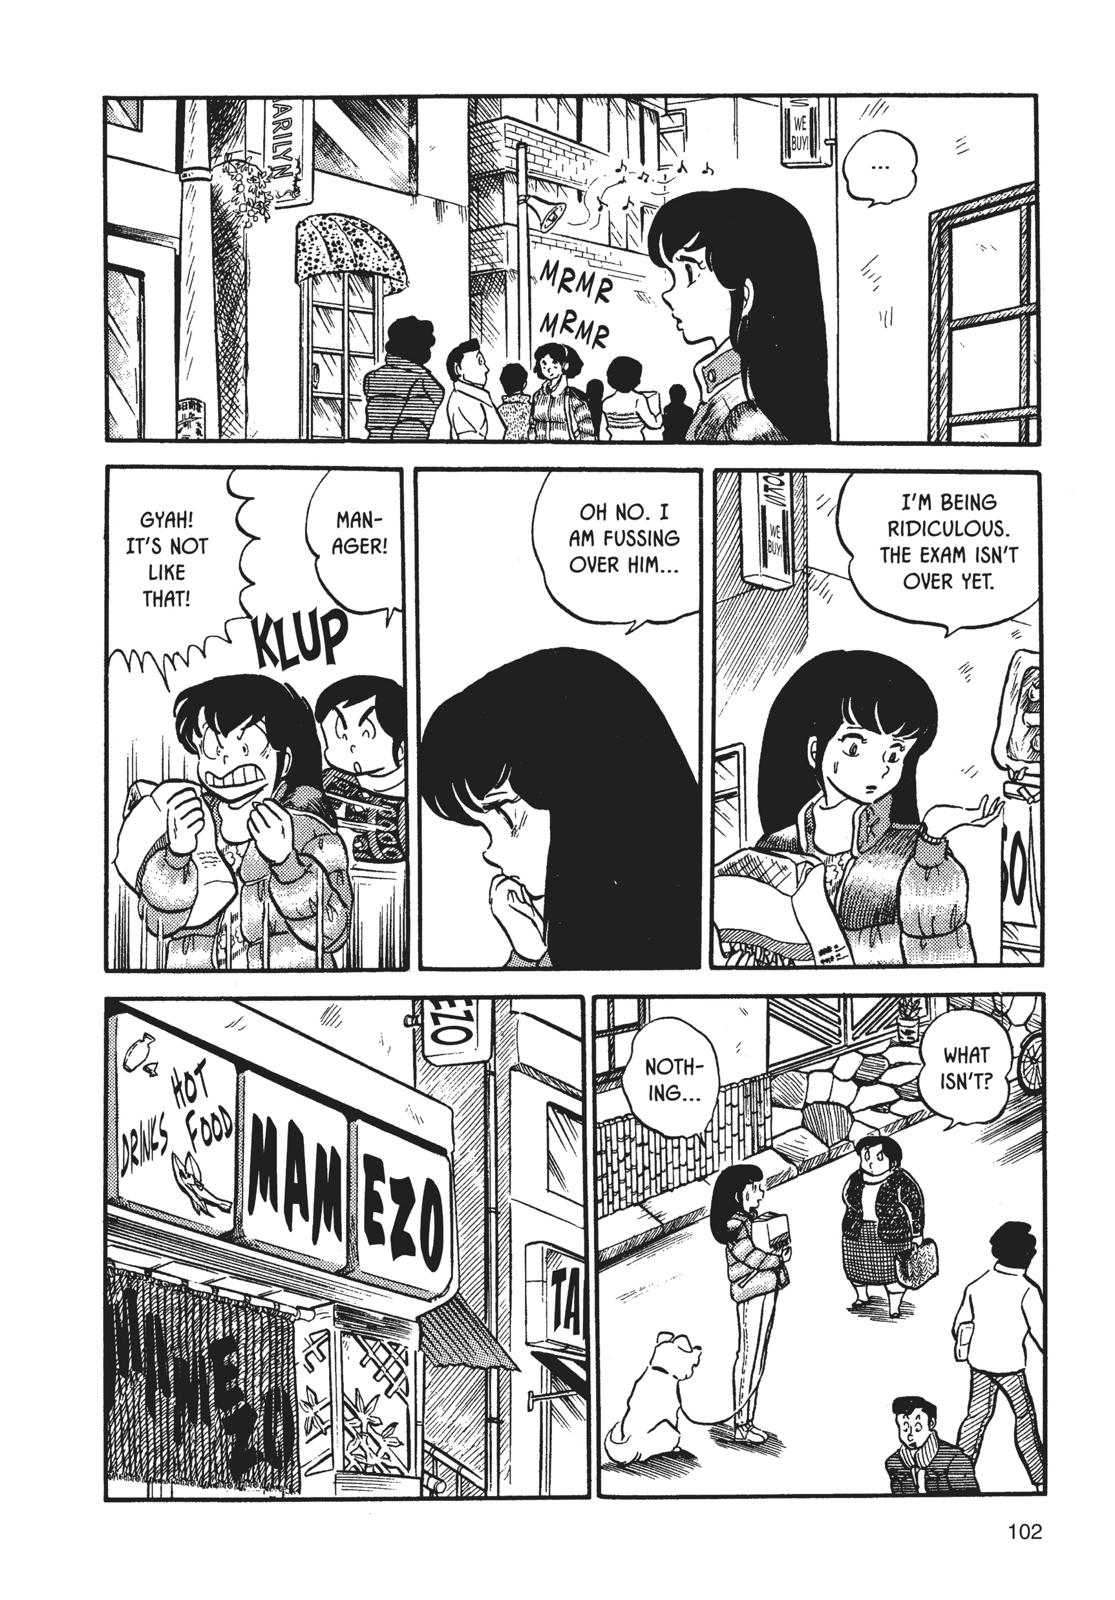 MARILYN
MRMR
MRMR
WE
BUY!
...
I'M BEING
RIDICULOUS.
THE EXAM ISN'T
OVER YET.
WE
BUY!
OH NO. I
AM FUSSING
OVER HIM...
MAN-
AGER!
KLUP
GYAH!
IT'S NOT
LIKE
THAT!
WHAT
ISN'T?
NOTH-
ING...
EZO
HOT
FOOD
DRINKS
MAMEZO
MAMEZO
TA
102